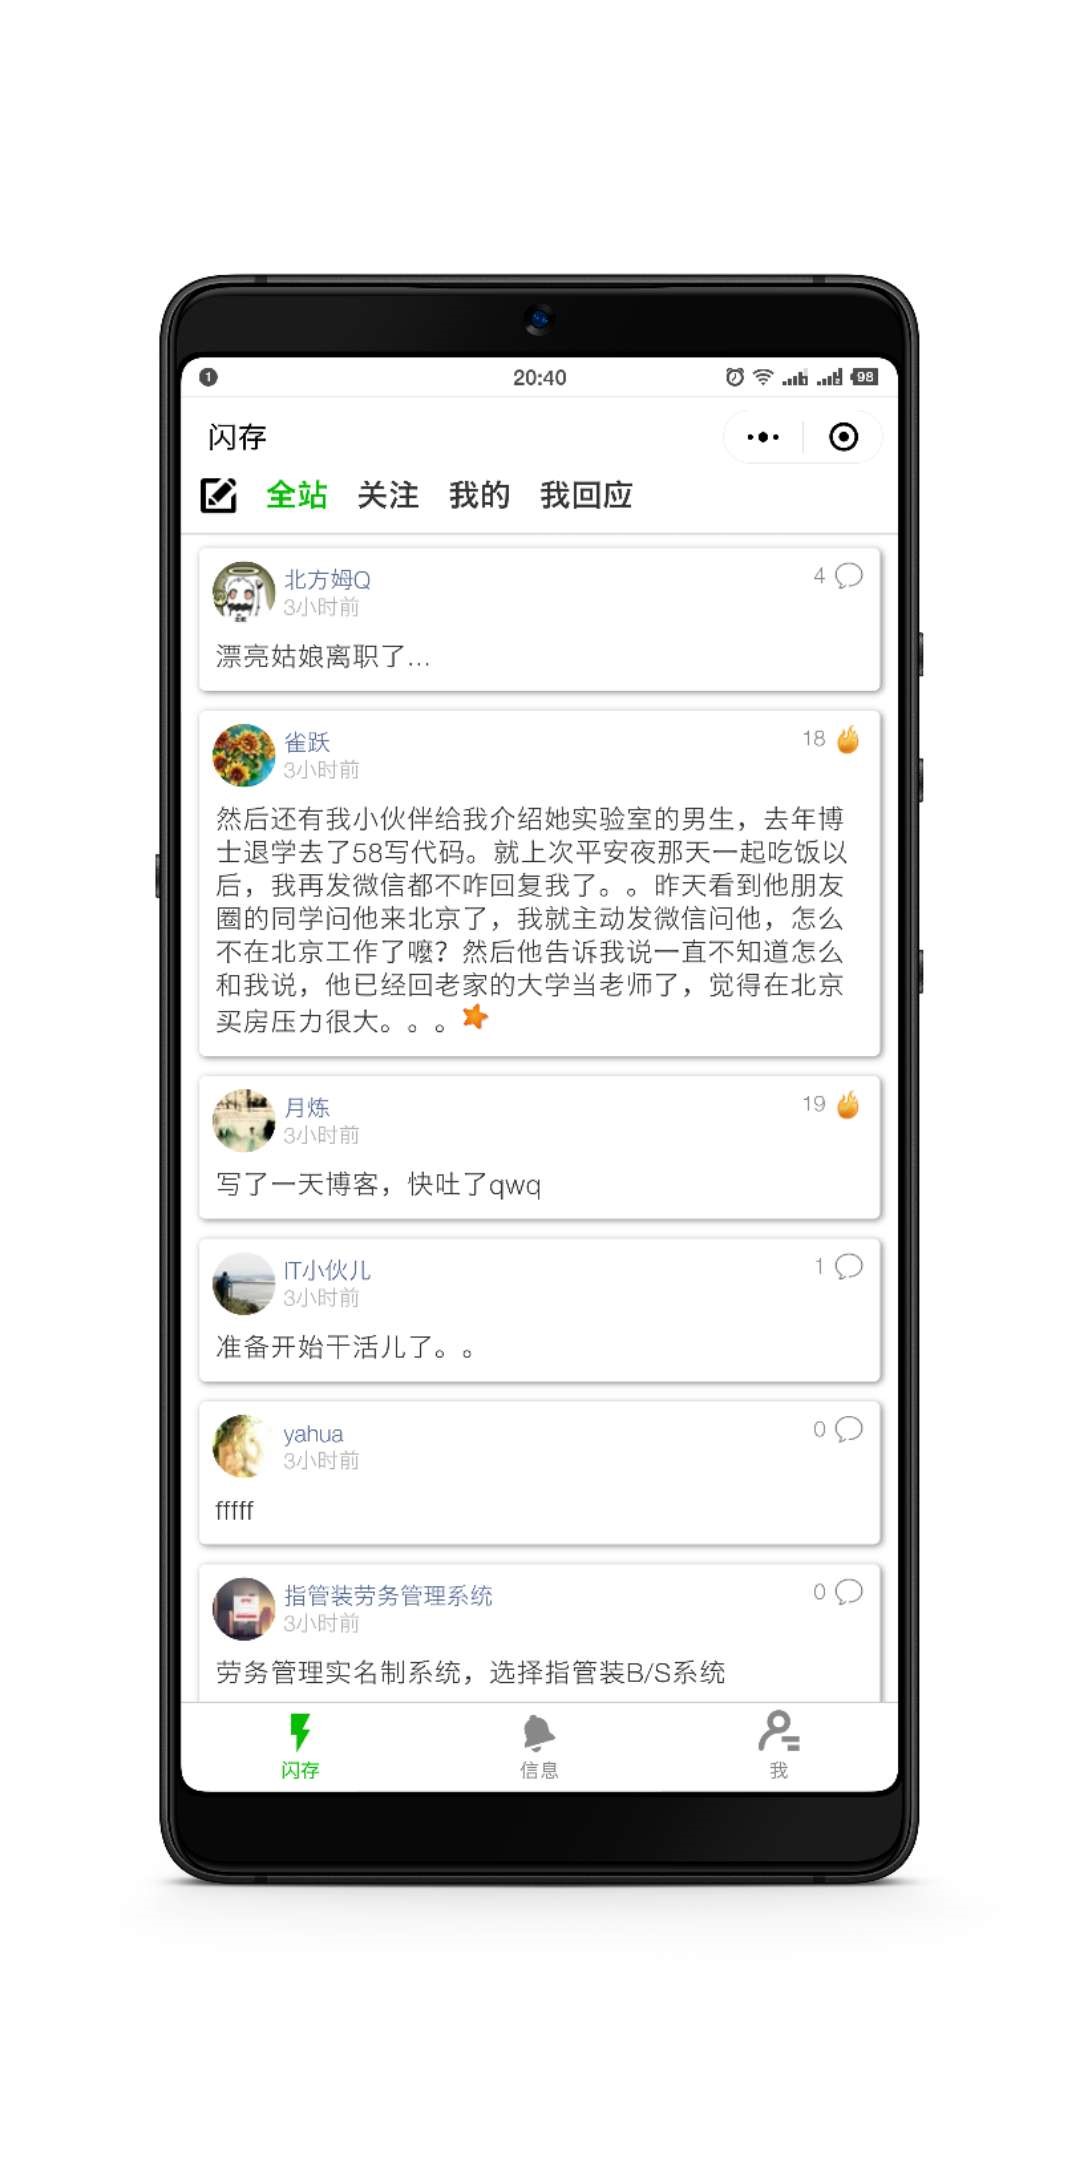 1
20:40
98
闪存
全站 关注 我的 我回应
北方姆Q
4
3小时前
漂亮姑娘离职了...
雀跃
18
3小时前
然后还有我小伙伴给我介绍她实验室的男生，去年博
士退学去了58写代码。就上次平安夜那天一起吃饭以
后，我再发微信都不咋回复我了。。昨天看到他朋友
圈的同学问他来北京了，我就主动发微信问他，怎么
不在北京工作了嚒？然后他告诉我说一直不知道怎么
和我说，他已经回老家的大学当老师了，觉得在北京
买房压力很大。。。
月炼
19
3小时前
写了一天博客，快吐了qwq
IT小伙儿
1
3小时前
准备开始干活儿了。。
yahua
0
3小时前
fffff
指管装劳务管理系统
0
3小时前
劳务管理实名制系统，选择指管装B/S系统
闪存 信息 我